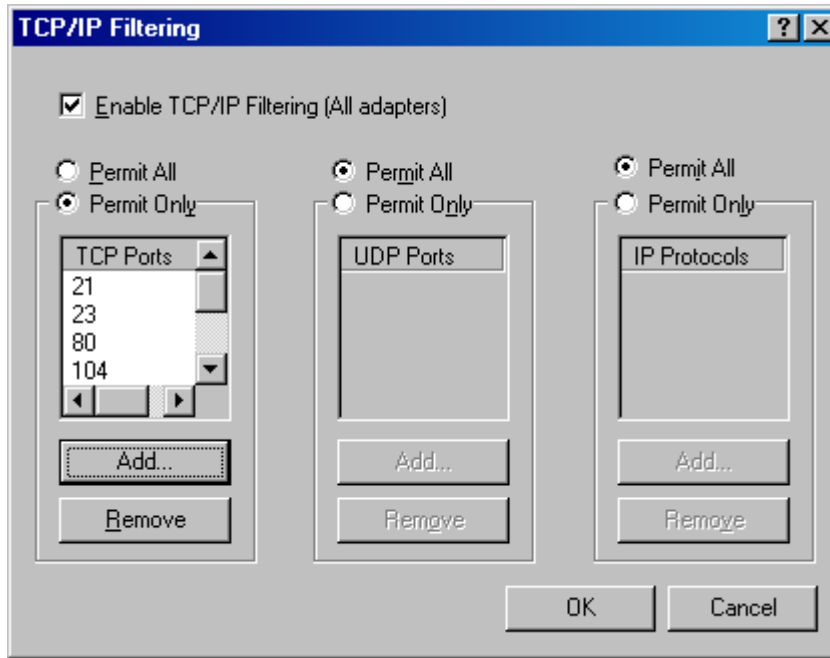 TCP/IP Filtering
Enable TCP/IP Filtering (All adapters)
Permit All
Permit Only
TCP Ports
21
23
80
104
Add...
Remove
Permit All
Permit Only
UDP Ports
Add...
Remove
Permit All
Permit Only
IP Protocols
Add...
Remove
OK
Cancel